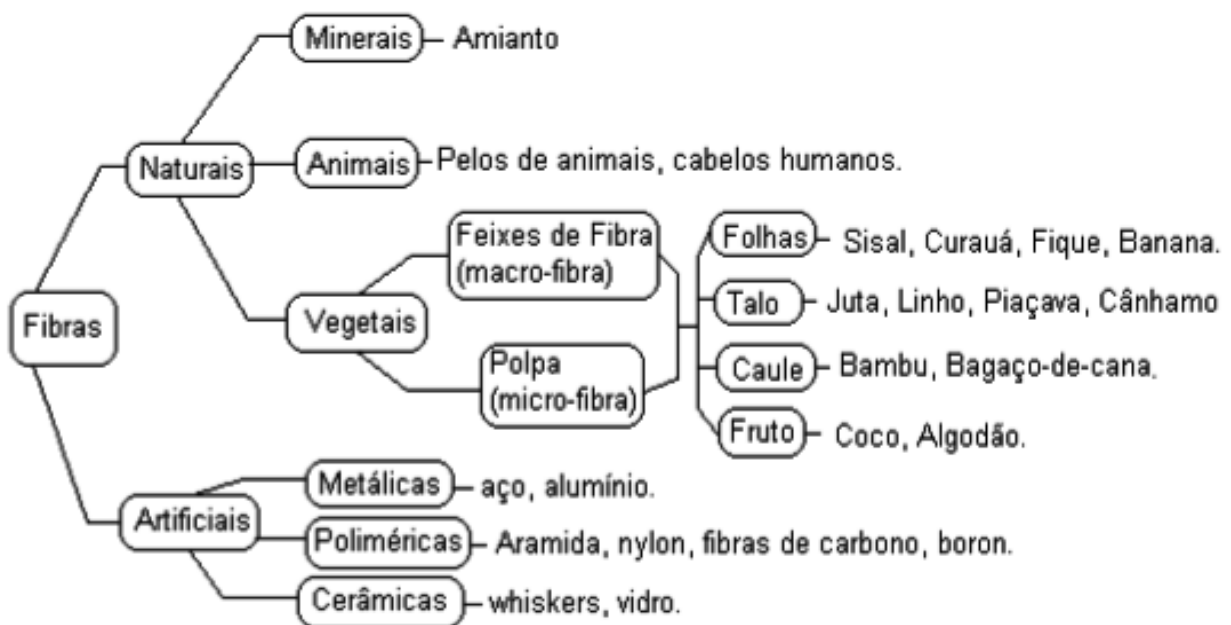 Minerais
Amianto
Naturais
Animais
Pelos de animais, cabelos humanos.
Feixes de Fibra
(macro-fibra)
Folhas
Sisal, Curauá, Fique, Banana.
Fibras
Vegetais
Talo
Juta, Linho, Piaçava, Cânhamo
Polpa
(micro-fibra)
Caule
Bambu, Bagaço-de-cana.
Fruto
Coco, Algodão.
Artificiais
Metálicas
aço, alumínio.
Poliméricas
Aramida, nylon, fibras de carbono, boron.
Cerâmicas
whiskers, vidro.